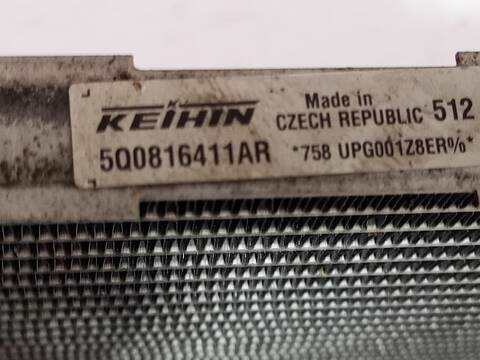 KEIHIN Made in
CZECH REPUBLIC 512
5Q0816411AR *758 UPG001Z8ER%